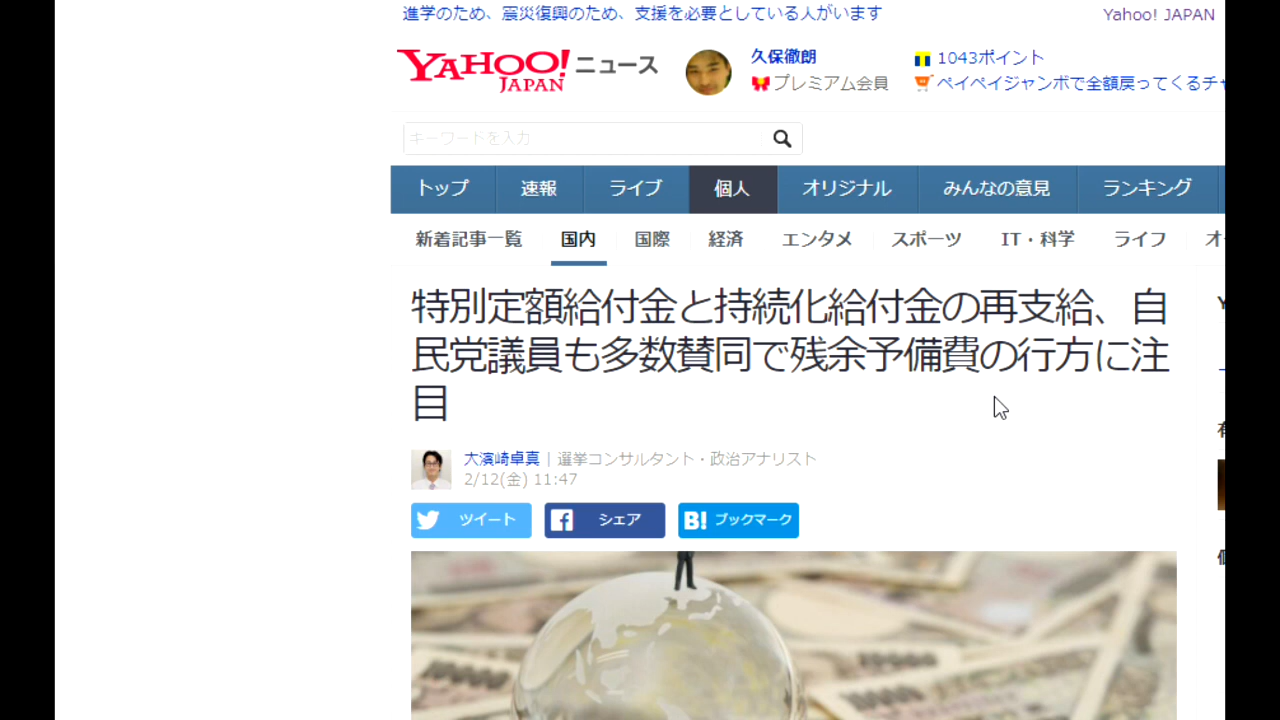 進学のため、震災復興のため、支援を必要としている人がいます
Yahoo! JAPAN
YAHOO! JAPAN ニュース
久保徹朗
プレミアム会員
1043ポイント
ペイペイジャンボで全額戻ってくるチャ
キーワードを入力
トップ 速報 ライブ 個人 オリジナル みんなの意見 ランキング
新着記事一覧 国内 国際 経済 エンタメ スポーツ IT・科学 ライフ オ
特別定額給付金と持続化給付金の再支給、自
民党議員も多数賛同で残余予備費の行方に注
目
大濱崎卓真 | 選挙コンサルタント・政治アナリスト
2/12(金) 11:47
ツイート シェア B! ブックマーク
10000